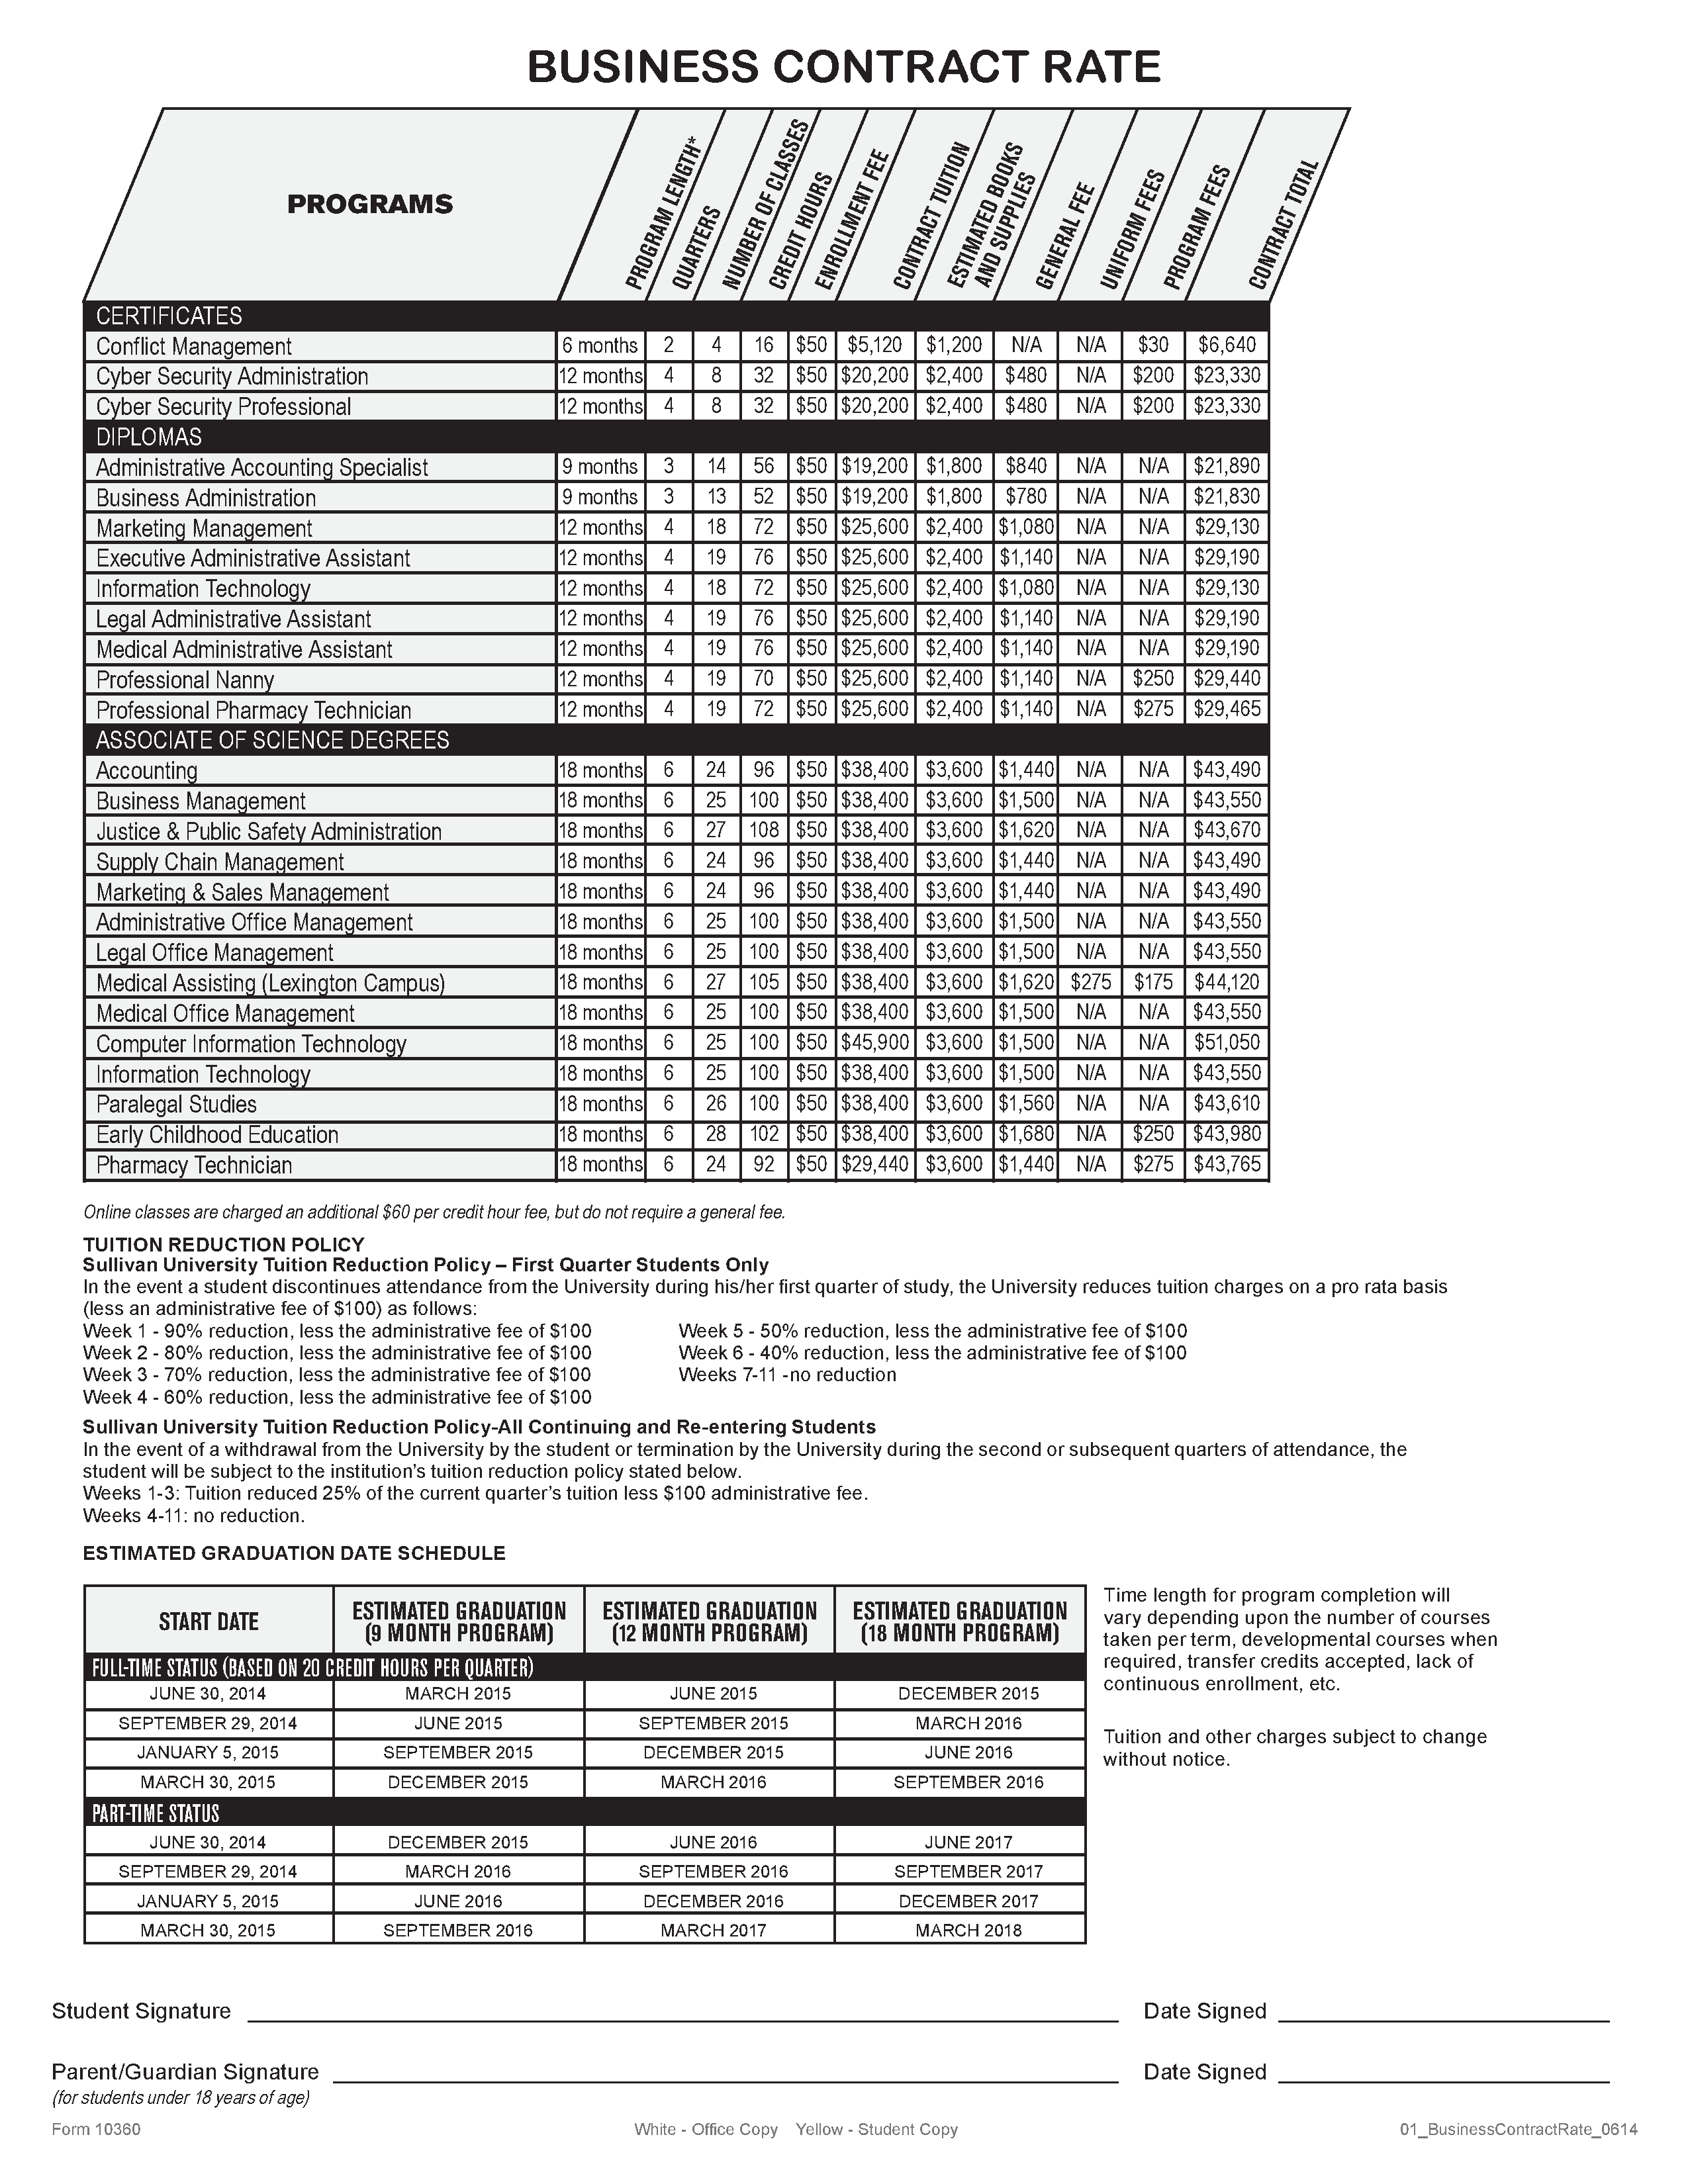 BUSINESS CONTRACT RATE
PROGRAMS PROGRAM LENGTH* QUARTERS NUMBER OF CLASSES CREDIT HOURS ENROLLMENT FEE CONTRACT TUITION ESTIMATED BOOKS AND SUPPLIES GENERAL FEE UNIFORM FEES PROGRAM FEES CONTRACT TOTAL
CERTIFICATES
Conflict Management 6 months 2 4 16 $50 $5,120 $1,200 N/A N/A $30 $6,640
Cyber Security Administration 12 months 4 8 32 $50 $20,200 $2,400 $480 N/A $200 $23,330
Cyber Security Professional 12 months 4 8 32 $50 $20,200 $2,400 $480 N/A $200 $23,330
DIPLOMAS
Administrative Accounting Specialist 9 months 3 14 56 $50 $19,200 $1,800 $840 N/A N/A $21,890
Business Administration 9 months 3 13 52 $50 $19,200 $1,800 $780 N/A N/A $21,830
Marketing Management 12 months 4 18 72 $50 $25,600 $2,400 $1,080 N/A N/A $29,130
Executive Administrative Assistant 12 months 4 19 76 $50 $25,600 $2,400 $1,140 N/A N/A $29,190
Information Technology 12 months 4 18 72 $50 $25,600 $2,400 $1,080 N/A N/A $29,130
Legal Administrative Assistant 12 months 4 19 76 $50 $25,600 $2,400 $1,140 N/A N/A $29,190
Medical Administrative Assistant 12 months 4 19 76 $50 $25,600 $2,400 $1,140 N/A N/A $29,190
Professional Nanny 12 months 4 19 70 $50 $25,600 $2,400 $1,140 N/A $250 $29,440
Professional Pharmacy Technician 12 months 4 19 72 $50 $25,600 $2,400 $1,140 N/A $275 $29,465
ASSOCIATE OF SCIENCE DEGREES
Accounting 18 months 6 24 96 $50 $38,400 $3,600 $1,440 N/A N/A $43,490
Business Management 18 months 6 25 100 $50 $38,400 $3,600 $1,500 N/A N/A $43,550
Justice & Public Safety Administration 18 months 6 27 108 $50 $38,400 $3,600 $1,620 N/A N/A $43,670
Supply Chain Management 18 months 6 24 96 $50 $38,400 $3,600 $1,440 N/A N/A $43,490
Marketing & Sales Management 18 months 6 24 96 $50 $38,400 $3,600 $1,440 N/A N/A $43,490
Administrative Office Management 18 months 6 25 100 $50 $38,400 $3,600 $1,500 N/A N/A $43,550
Legal Office Management 18 months 6 25 100 $50 $38,400 $3,600 $1,500 N/A N/A $43,550
Medical Assisting (Lexington Campus) 18 months 6 27 105 $50 $38,400 $3,600 $1,620 $275 $175 $44,120
Medical Office Management 18 months 6 25 100 $50 $38,400 $3,600 $1,500 N/A N/A $43,550
Computer Information Technology 18 months 6 25 100 $50 $45,900 $3,600 $1,500 N/A N/A $51,050
Information Technology 18 months 6 25 100 $50 $38,400 $3,600 $1,500 N/A N/A $43,550
Paralegal Studies 18 months 6 26 100 $50 $38,400 $3,600 $1,560 N/A N/A $43,610
Early Childhood Education 18 months 6 28 102 $50 $38,400 $3,600 $1,680 N/A $250 $43,980
Pharmacy Technician 18 months 6 24 92 $50 $29,440 $3,600 $1,440 N/A $275 $43,765
Online classes are charged an additional $60 per credit hour fee, but do not require a general fee.
TUITION REDUCTION POLICY
Sullivan University Tuition Reduction Policy – First Quarter Students Only
In the event a student discontinues attendance from the University during his/her first quarter of study, the University reduces tuition charges on a pro rata basis
(less an administrative fee of $100) as follows:
Week 1 - 90% reduction, less the administrative fee of $100 Week 5 - 50% reduction, less the administrative fee of $100
Week 2 - 80% reduction, less the administrative fee of $100 Week 6 - 40% reduction, less the administrative fee of $100
Week 3 - 70% reduction, less the administrative fee of $100 Weeks 7-11 -no reduction
Week 4 - 60% reduction, less the administrative fee of $100
Sullivan University Tuition Reduction Policy-All Continuing and Re-entering Students
In the event of a withdrawal from the University by the student or termination by the University during the second or subsequent quarters of attendance, the
student will be subject to the institution's tuition reduction policy stated below.
Weeks 1-3: Tuition reduced 25% of the current quarter's tuition less $100 administrative fee.
Weeks 4-11: no reduction.
ESTIMATED GRADUATION DATE SCHEDULE
START DATE ESTIMATED GRADUATION (9 MONTH PROGRAM) ESTIMATED GRADUATION (12 MONTH PROGRAM) ESTIMATED GRADUATION (18 MONTH PROGRAM)
FULL-TIME STATUS (BASED ON 20 CREDIT HOURS PER QUARTER)
JUNE 30, 2014 MARCH 2015 JUNE 2015 DECEMBER 2015
SEPTEMBER 29, 2014 JUNE 2015 SEPTEMBER 2015 MARCH 2016
JANUARY 5, 2015 SEPTEMBER 2015 DECEMBER 2015 JUNE 2016
MARCH 30, 2015 DECEMBER 2015 MARCH 2016 SEPTEMBER 2016
PART-TIME STATUS
JUNE 30, 2014 DECEMBER 2015 JUNE 2016 JUNE 2017
SEPTEMBER 29, 2014 MARCH 2016 SEPTEMBER 2016 SEPTEMBER 2017
JANUARY 5, 2015 JUNE 2016 DECEMBER 2016 DECEMBER 2017
MARCH 30, 2015 SEPTEMBER 2016 MARCH 2017 MARCH 2018
Time length for program completion will
vary depending upon the number of courses
taken per term, developmental courses when
required, transfer credits accepted, lack of
continuous enrollment, etc.
Tuition and other charges subject to change
without notice.
Student Signature Date Signed
Parent/Guardian Signature Date Signed
(for students under 18 years of age)
Form 10360 White - Office Copy Yellow - Student Copy 01_BusinessContractRate_0614